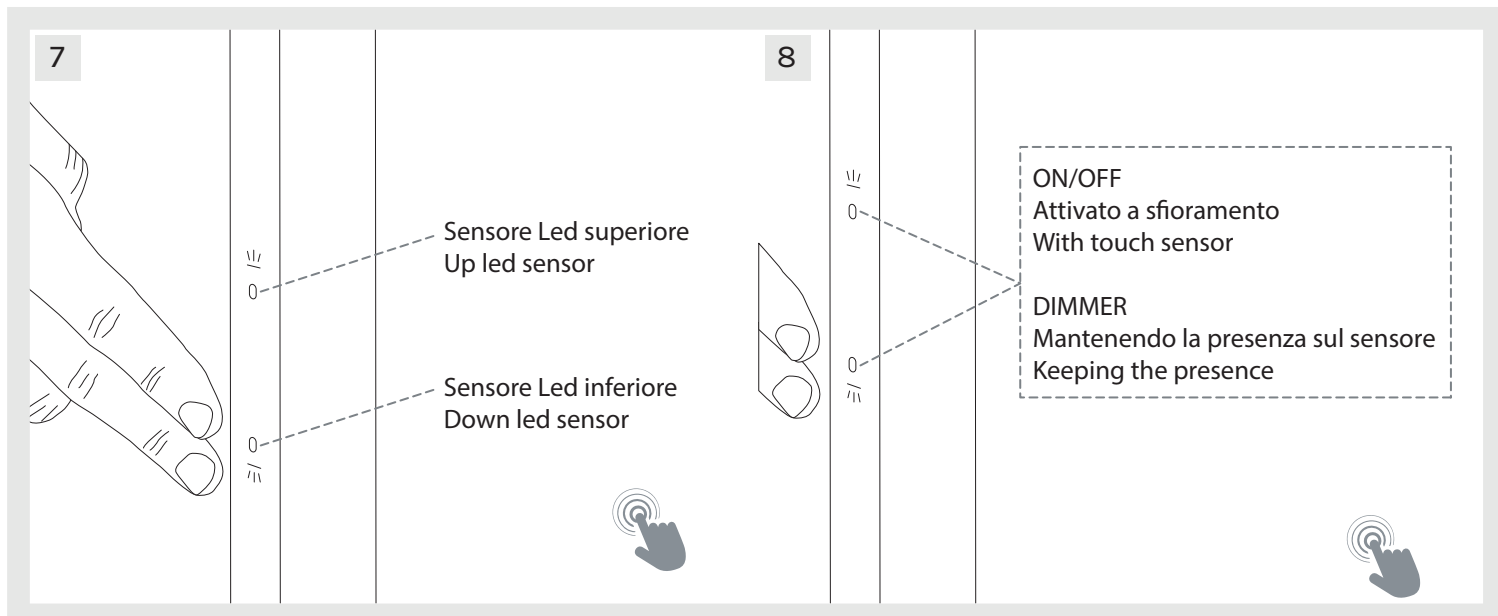 7
Sensore Led superiore
Up led sensor
Sensore Led inferiore
Down led sensor
8
ON/OFF
Attivato a sfioramento
With touch sensor
DIMMER
Mantenendo la presenza sul sensore
Keeping the presence